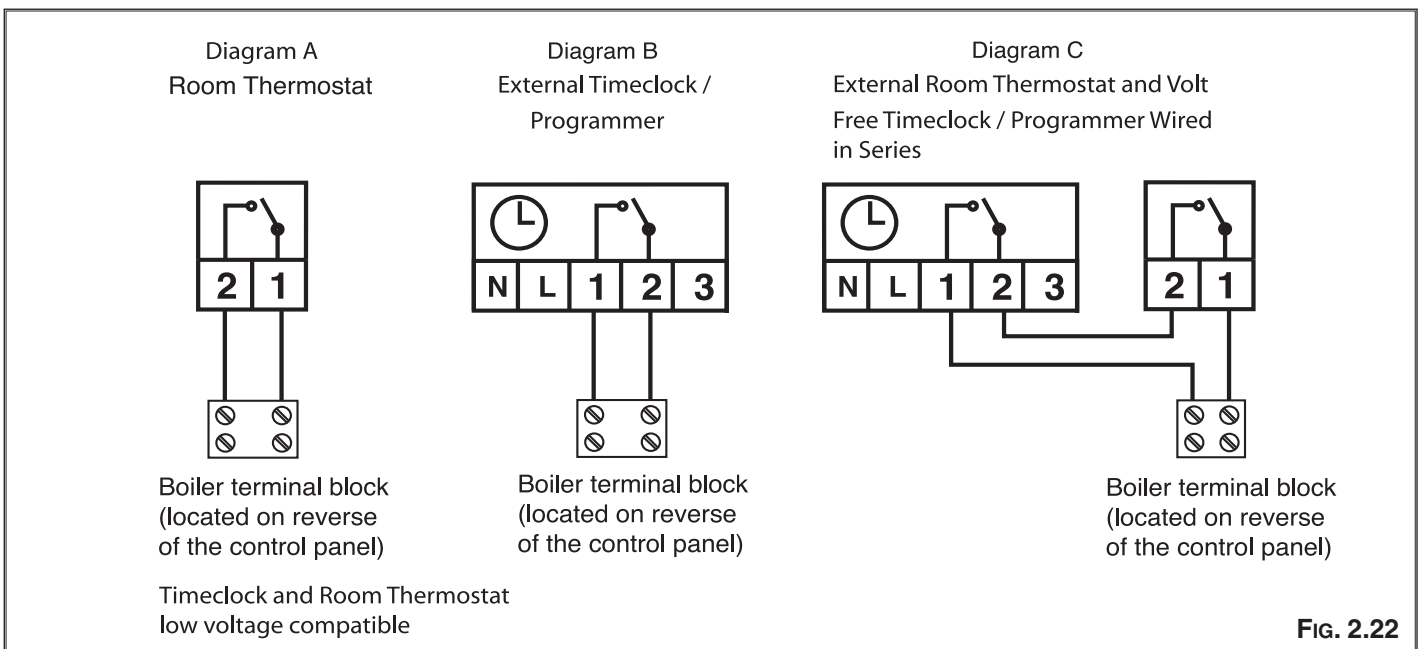 Diagram A
Room Thermostat
Diagram B
External Timeclock /
Programmer
Diagram C
External Room Thermostat and Volt
Free Timeclock / Programmer Wired
in Series
2 1
N L 1 2 3
N L 1 2 3
2 1
Boiler terminal block
(located on reverse
of the control panel)
Boiler terminal block
(located on reverse
of the control panel)
Boiler terminal block
(located on reverse
of the control panel)
Timeclock and Room Thermostat
low voltage compatible
FIG. 2.22